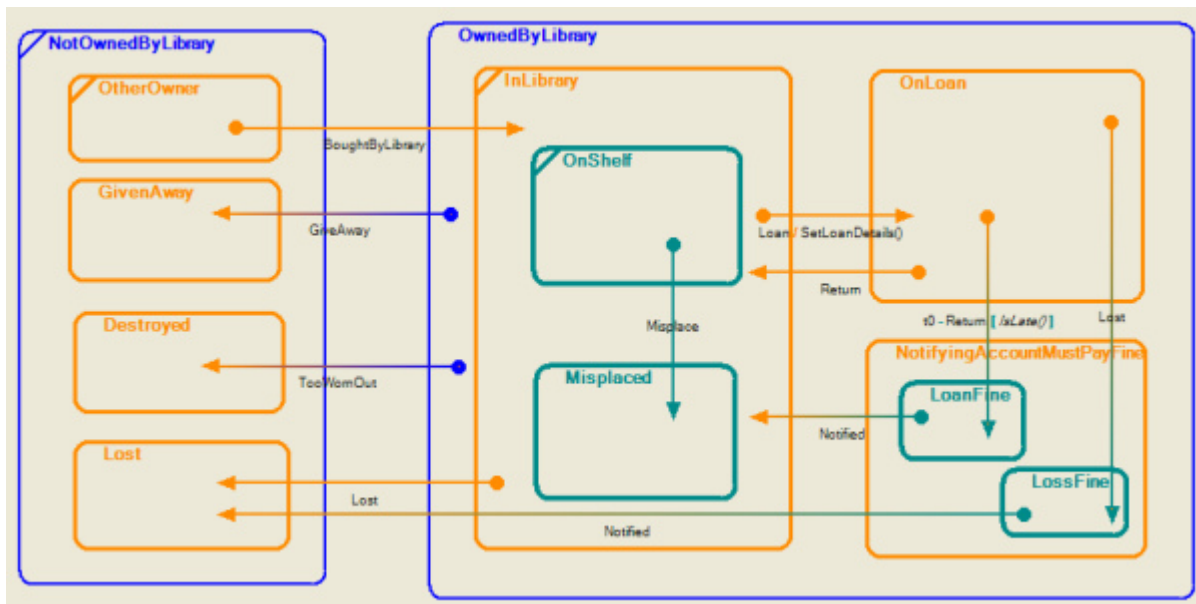 NotOwnedByLibrary
OwnedByLibrary
OtherOwner
InLibrary
OnLoan
BoughtByLibrary
OnShelf
GivenAway
GiveAway
Loan / SetLoanDetails()
Return
Destroyed
Misplace
t0 - Return [ /isLate() ]
Lost
NotifyingAccountMustPayFine
TooWornOut
Misplaced
LoanFine
Notified
Lost
Lost
LossFine
Notified